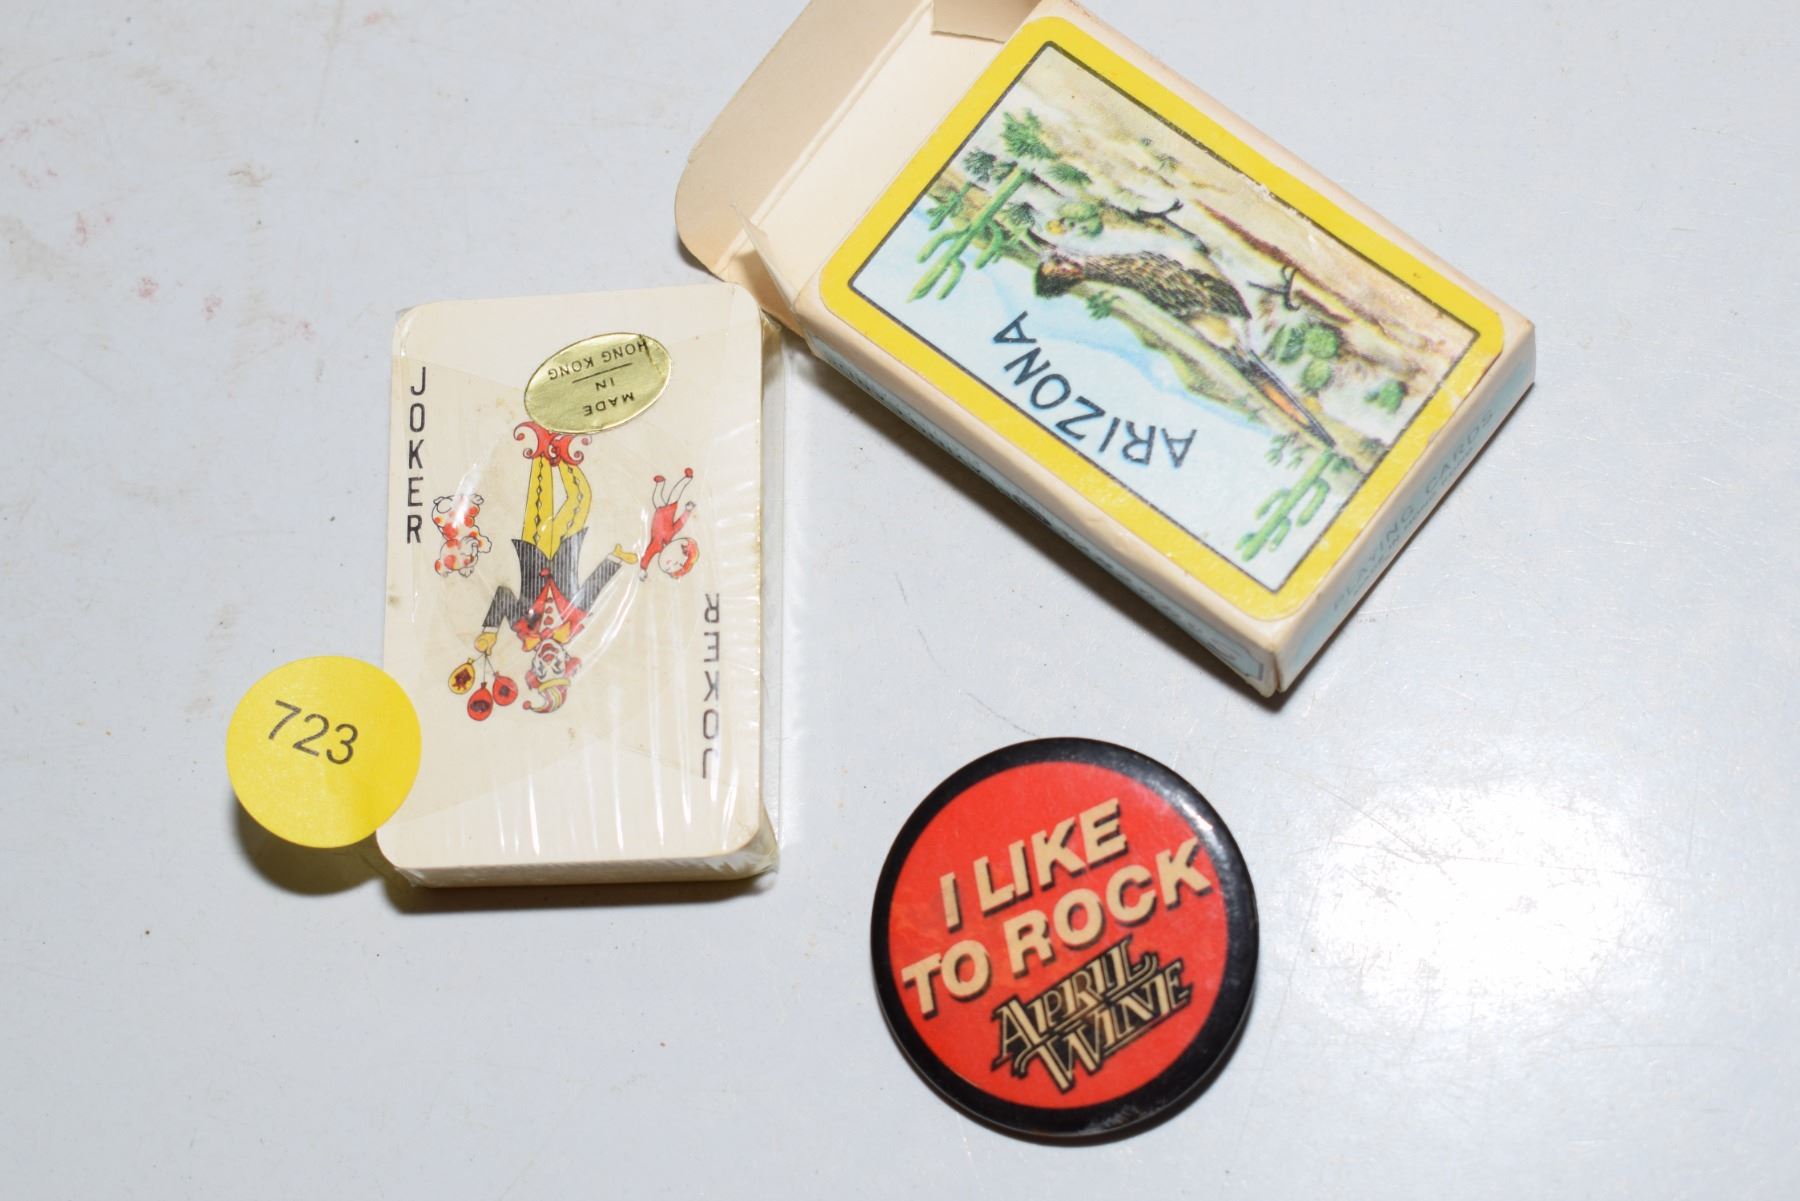 ARIZONA
PLAYING CARDS
MADE
IN
HONG KONG
JOKER
JOKER
723
I LIKE
TO ROCK
APRIL
WINE